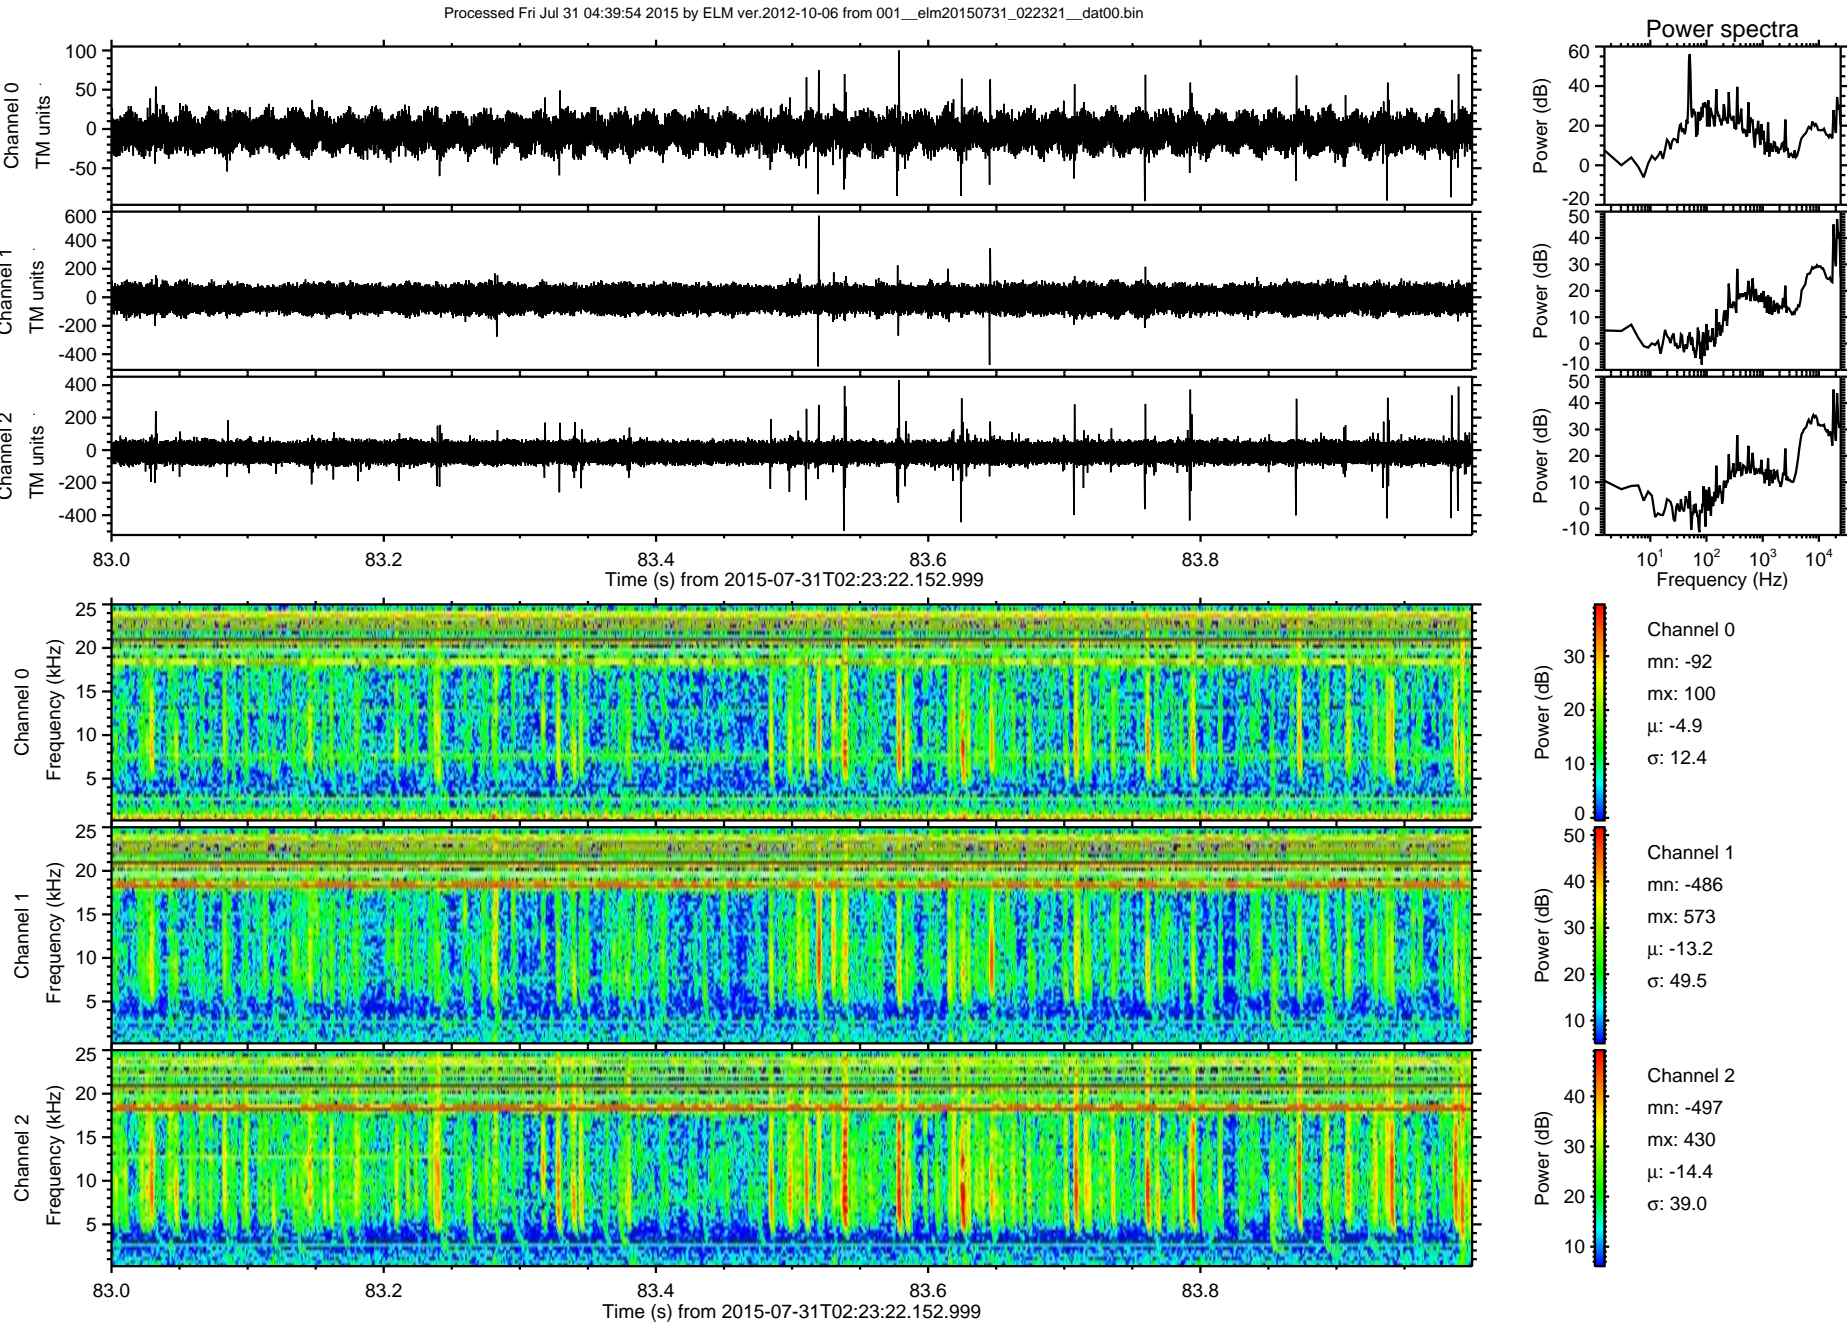 Processed Fri Jul 31 04:39:54 2015 by ELM ver.2012-10-06 from 001__elm20150731_022321__dat00.bin
Power spectra
Channel 0
TM units
100
50
0
-50
Power (dB)
60
40
20
0
-20
Channel 1
TM units
600
400
200
0
-200
-400
Power (dB)
50
40
30
20
10
0
-10
Channel 2
TM units
400
200
0
-200
-400
Power (dB)
50
40
30
20
10
0
-10
83.0 83.2 83.4 83.6 83.8
Time (s) from 2015-07-31T02:23:22.152.999
10¹ 10² 10³ 10⁴
Frequency (Hz)
Channel 0
Frequency (kHz)
25
20
15
10
5
Power (dB)
30
20
10
0
Channel 0
mn: -92
mx: 100
μ: -4.9
σ: 12.4
Channel 1
Frequency (kHz)
25
20
15
10
5
Power (dB)
50
40
30
20
10
Channel 1
mn: -486
mx: 573
μ: -13.2
σ: 49.5
Channel 2
Frequency (kHz)
25
20
15
10
5
Power (dB)
40
30
20
10
Channel 2
mn: -497
mx: 430
μ: -14.4
σ: 39.0
83.0 83.2 83.4 83.6 83.8
Time (s) from 2015-07-31T02:23:22.152.999